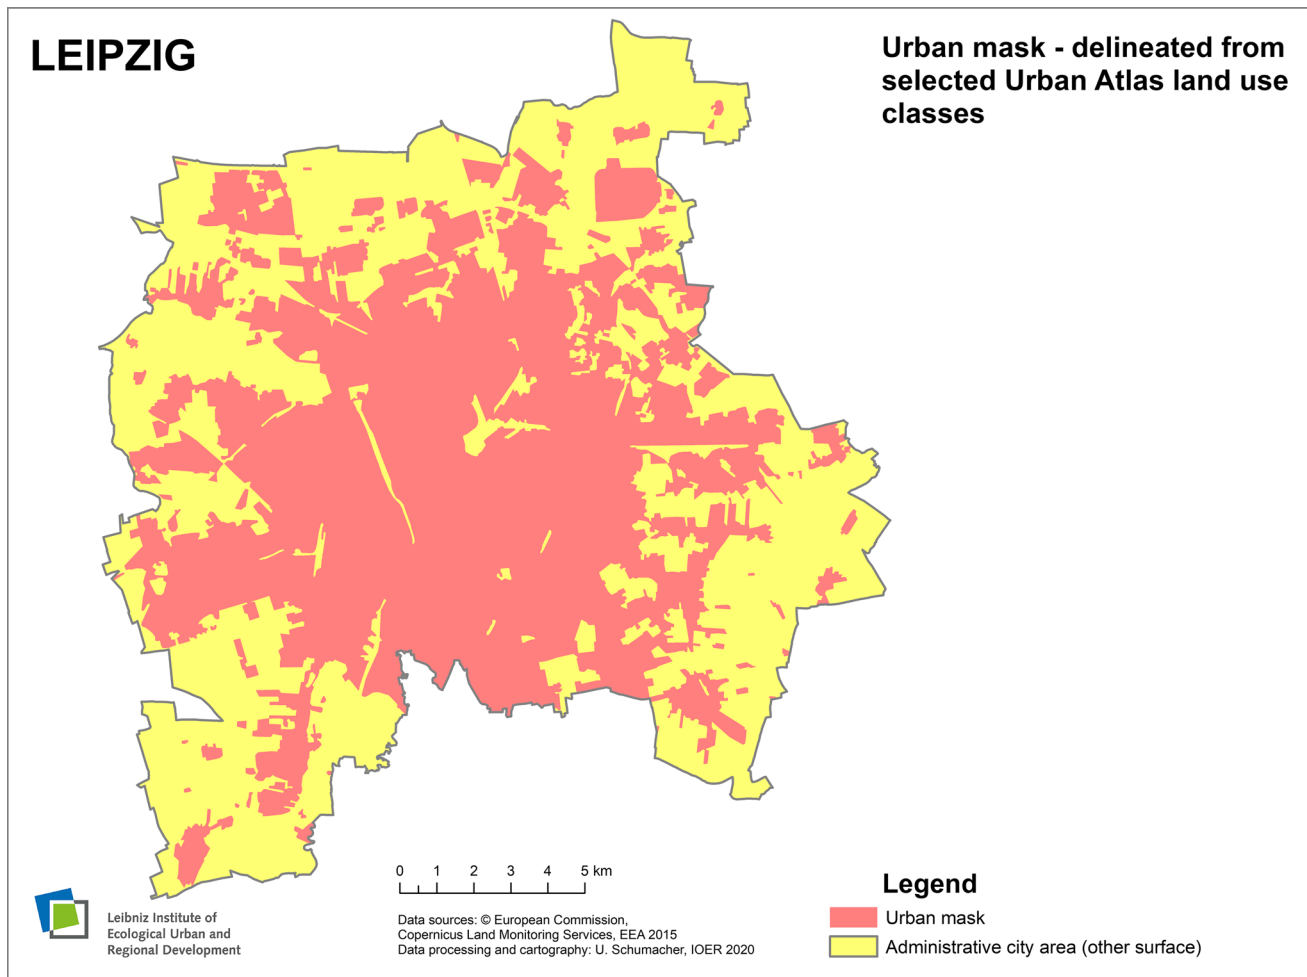 LEIPZIG
Urban mask - delineated from
selected Urban Atlas land use
classes
0 1 2 3 4 5 km
Leibniz Institute of
Ecological Urban and
Regional Development
Data sources: © European Commission,
Copernicus Land Monitoring Services, EEA 2015
Data processing and cartography: U. Schumacher, IOER 2020
Legend
Urban mask
Administrative city area (other surface)